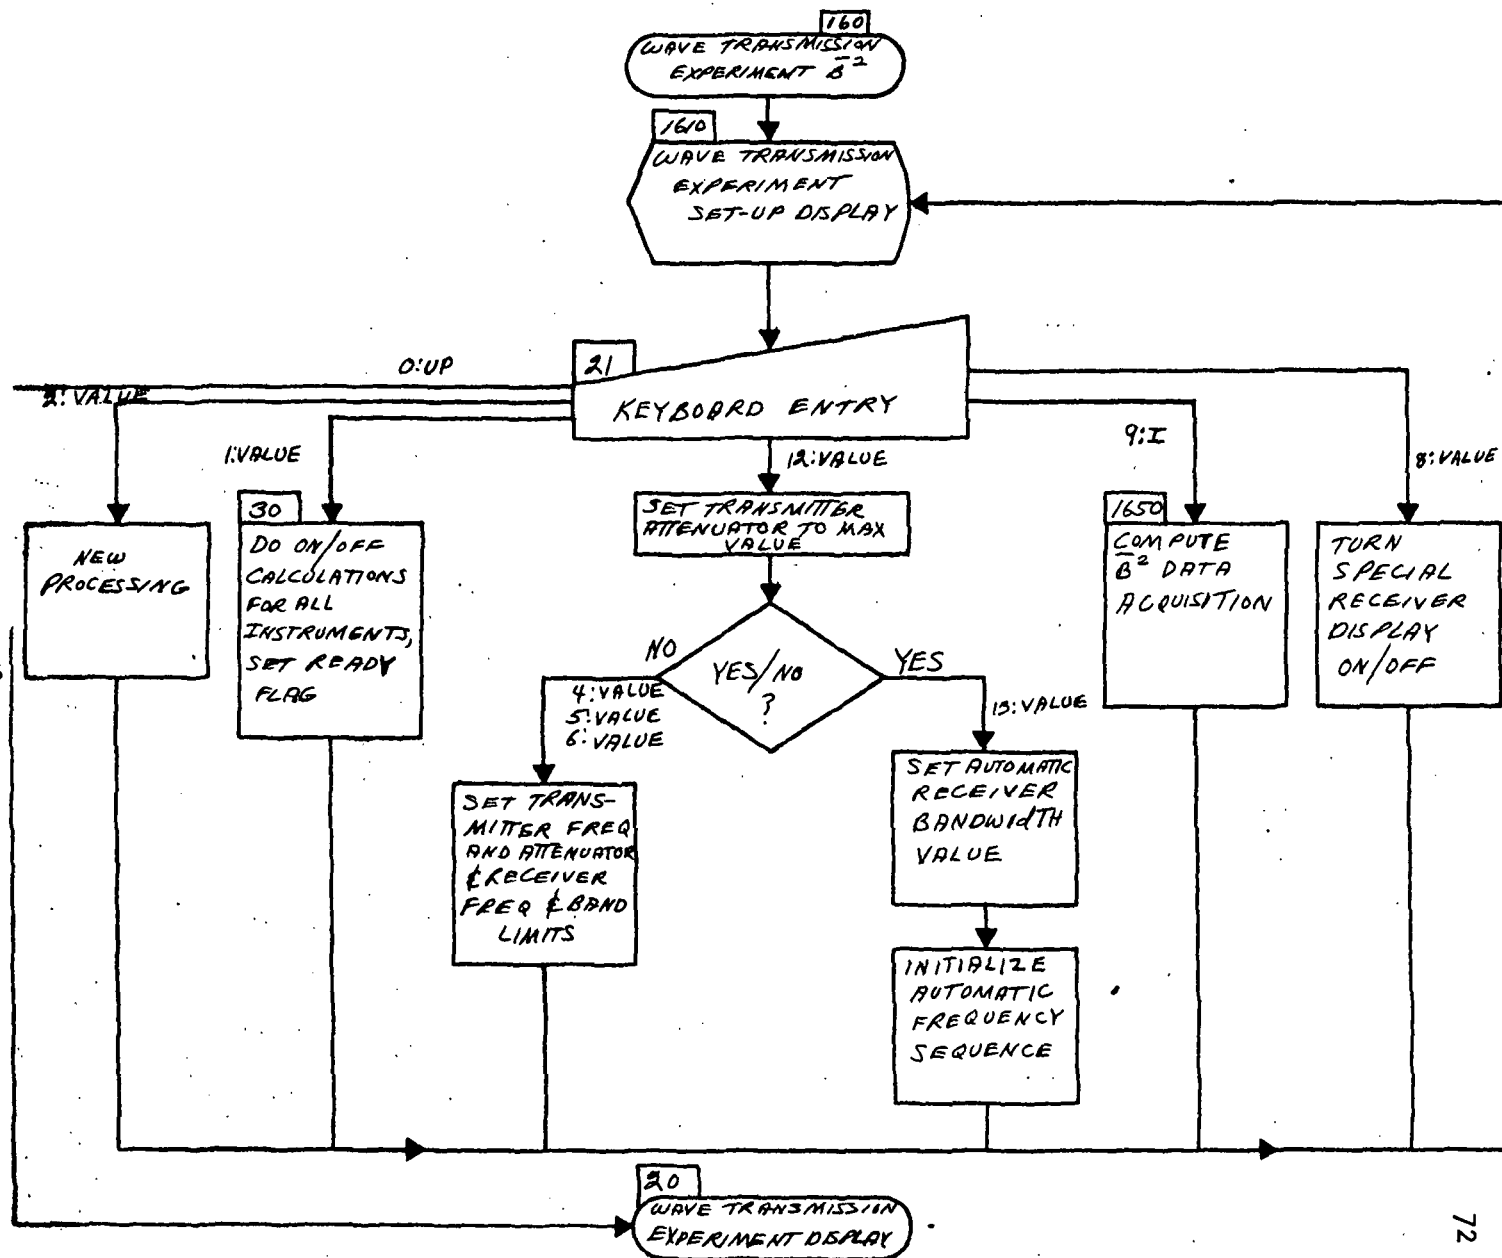 160
WAVE TRANSMISSION
EXPERIMENT B̅²
1610
WAVE TRANSMISSION
EXPERIMENT
SET-UP DISPLAY
0:UP
21
KEYBOARD ENTRY
2:VALUE
1:VALUE
12:VALUE
9:I
8:VALUE
NEW
PROCESSING
30
DO ON/OFF
CALCULATIONS
FOR ALL
INSTRUMENTS,
SET READY
FLAG
SET TRANSMITTER
ATTENUATOR TO MAX
VALUE
1650
COMPUTE
B̅² DATA
ACQUISITION
TURN
SPECIAL
RECEIVER
DISPLAY
ON/OFF
NO
YES/NO
?
YES
4:VALUE
5:VALUE
6:VALUE
13:VALUE
SET TRANS-
MITTER FREQ
AND ATTENUATOR
& RECEIVER
FREQ & BAND
LIMITS
SET AUTOMATIC
RECEIVER
BANDWIdTH
VALUE
INITIALIZE
AUTOMATIC
FREQUENCY
SEQUENCE
20
WAVE TRANSMISSION
EXPERIMENT DISPLAY
72